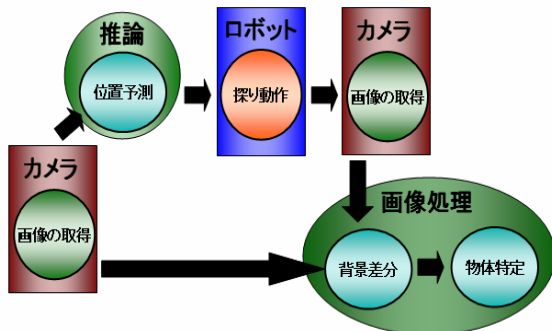 推論
位置予測
ロボット
探り動作
カメラ
画像の取得
カメラ
画像の取得
画像処理
背景差分
物体特定